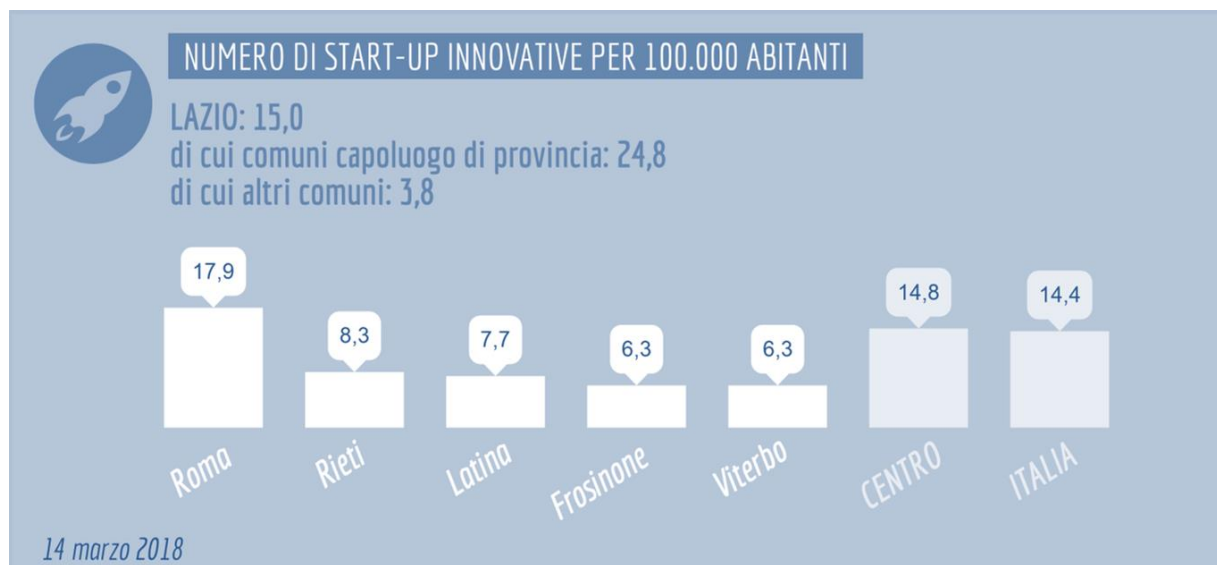 NUMERO DI START-UP INNOVATIVE PER 100.000 ABITANTI
LAZIO: 15,0
di cui comuni capoluogo di provincia: 24,8
di cui altri comuni: 3,8
17,9
8,3
7,7
6,3
6,3
14,8
14,4
Roma
Rieti
Latina
Frosinone
Viterbo
CENTRO
ITALIA
14 marzo 2018